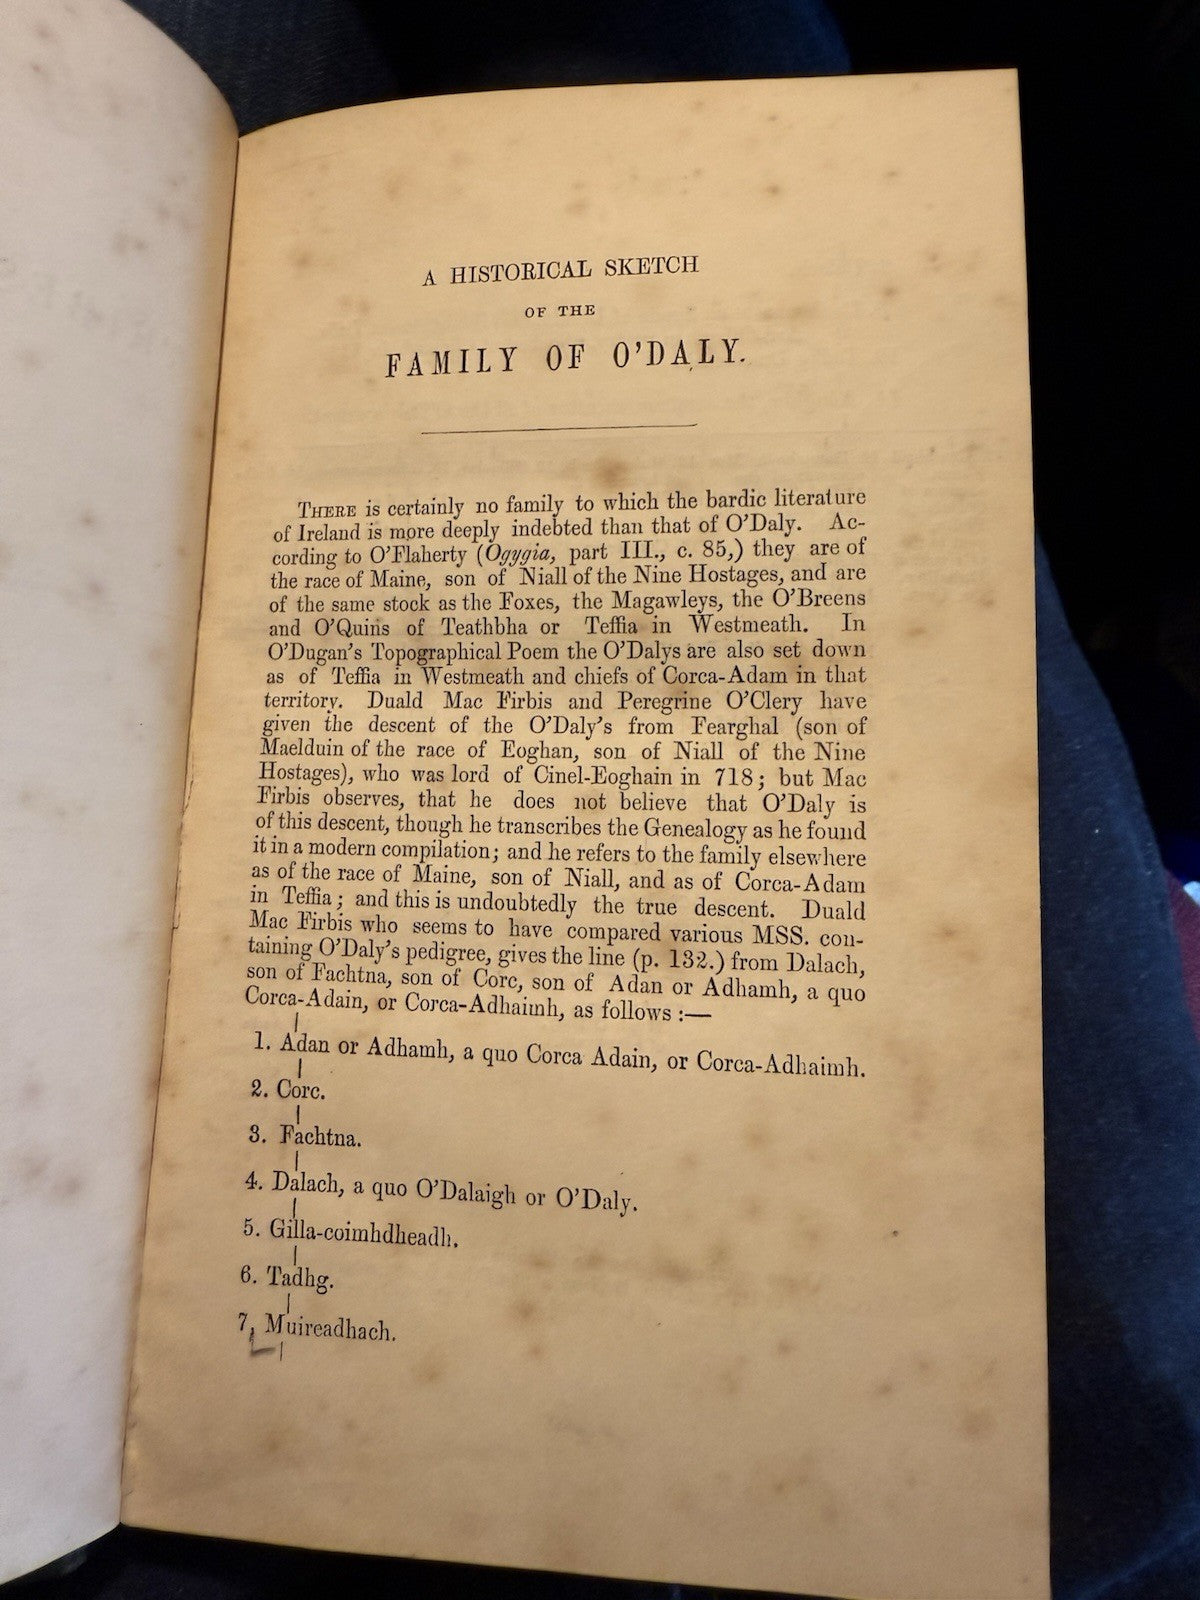 A HISTORICAL SKETCH
OF THE
FAMILY OF O'DALY.
THERE is certainly no family to which the bardic literature
of Ireland is more deeply indebted than that of O'Daly. Ac-
cording to O'Flaherty (Ogygia, part III., c. 85,) they are of
the race of Maine, son of Niall of the Nine Hostages, and are
of the same stock as the Foxes, the Magawleys, the O'Breens
and O'Quins of Teathbha or Teffia in Westmeath. In
O'Dugan's Topographical Poem the O'Dalys are also set down
as of Teffia in Westmeath and chiefs of Corca-Adam in that
territory. Duald Mac Firbis and Peregrine O'Clery have
given the descent of the O'Daly's from Fearghal (son of
Maelduin of the race of Eoghan, son of Niall of the Nine
Hostages), who was lord of Cinel-Eoghain in 718; but Mac
Firbis observes, that he does not believe that O'Daly is
of this descent, though he transcribes the Genealogy as he found
it in a modern compilation; and he refers to the family elsewhere
as of the race of Maine, son of Niall, and as of Corca-Adam
in Teffia; and this is undoubtedly the true descent. Duald
Mac Firbis who seems to have compared various MSS. con-
taining O'Daly's pedigree, gives the line (p. 132.) from Dalach,
son of Fachtna, son of Corc, son of Adan or Adhamh, a quo
Corca-Adain, or Corca-Adhaimh, as follows :—
1. Adan or Adhamh, a quo Corca Adain, or Corca-Adhaimh.
2. Corc.
3. Fachtna.
4. Dalach, a quo O'Dalaigh or O'Daly.
5. Gilla-coimhdheadh.
6. Tadhg.
7, Muireadhach.